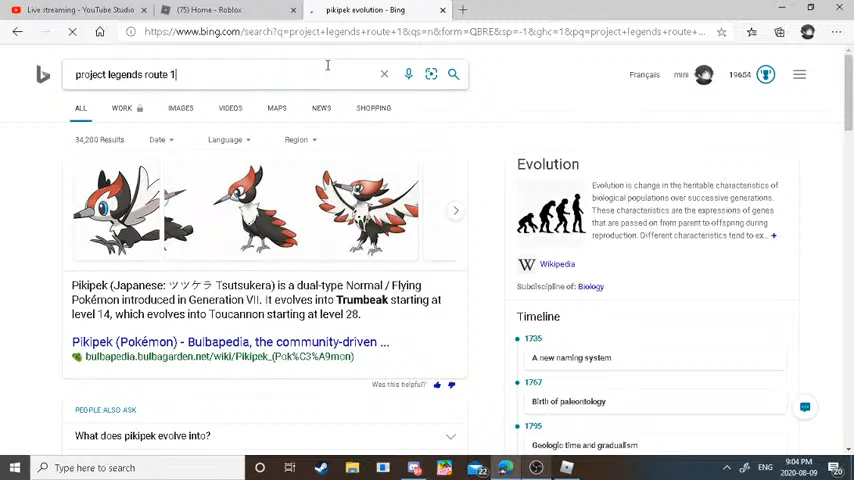 Live streaming - YouTube Studio
(75) Home - Roblox
pikipek evolution - Bing
https://www.bing.com/search?q=project+legends+route+1&qs=n&form=QBRE&sp=-1&ghc=1&pq=project+legends+route+...
project legends route 1
Français
mini
19654
ALL
WORK
IMAGES
VIDEOS
MAPS
NEWS
SHOPPING
34,200 Results
Date
Language
Region
Pikipek (Japanese: ツツケラ Tsutsukera) is a dual-type Normal / Flying
Pokémon introduced in Generation VII. It evolves into Trumbeak starting at
level 14, which evolves into Toucannon starting at level 28.
Pikipek (Pokémon) - Bulbapedia, the community-driven ...
bulbapedia.bulbagarden.net/wiki/Pikipek_(Pok%C3%A9mon)
Was this helpful?
PEOPLE ALSO ASK
What does pikipek evolve into?
Evolution
Evolution is change in the heritable characteristics of
biological populations over successive generations.
These characteristics are the expressions of genes
that are passed on from parent to offspring during
reproduction. Different characteristics tend to ex... +
W Wikipedia
Subdiscipline of: Biology
Timeline
1735
A new naming system
1767
Birth of paleontology
1795
Geologic time and gradualism
Type here to search
22
ENG
9:04 PM
2020-08-09
20